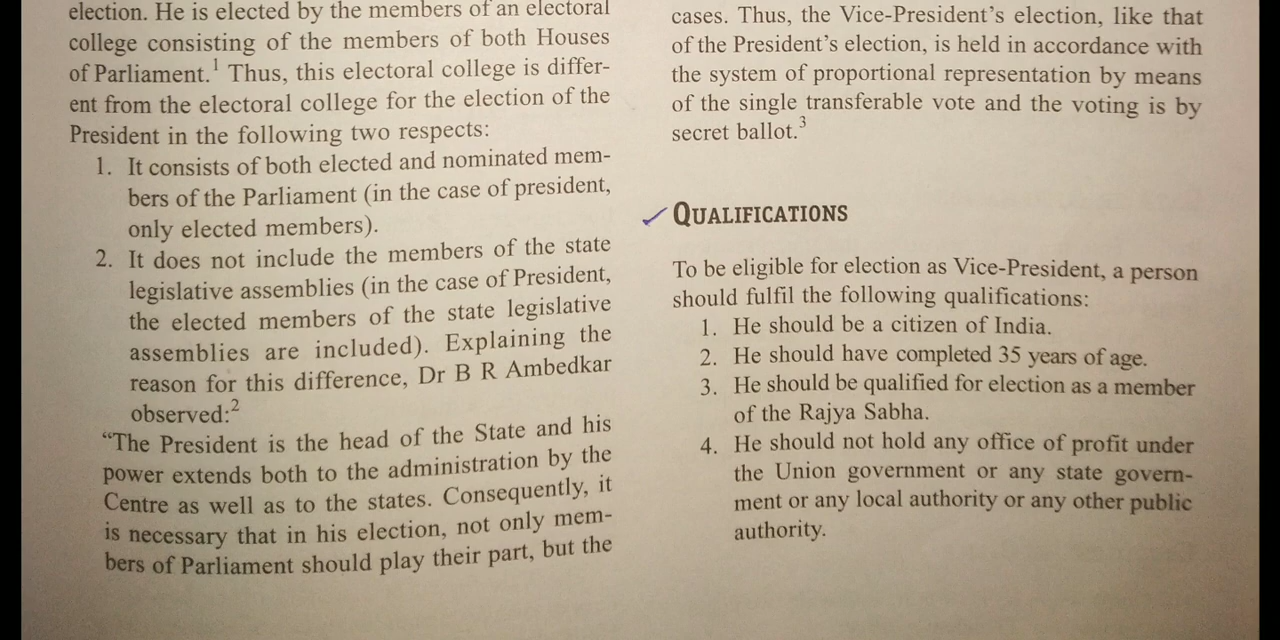 election. He is elected by the members of an electoral
college consisting of the members of both Houses
of Parliament.1 Thus, this electoral college is differ-
ent from the electoral college for the election of the
President in the following two respects:
1. It consists of both elected and nominated mem-
bers of the Parliament (in the case of president,
only elected members).
2. It does not include the members of the state
legislative assemblies (in the case of President,
the elected members of the state legislative
assemblies are included). Explaining the
reason for this difference, Dr B R Ambedkar
observed:2
“The President is the head of the State and his
power extends both to the administration by the
Centre as well as to the states. Consequently, it
is necessary that in his election, not only mem-
bers of Parliament should play their part, but the
cases. Thus, the Vice-President’s election, like that
of the President’s election, is held in accordance with
the system of proportional representation by means
of the single transferable vote and the voting is by
secret ballot.3
QUALIFICATIONS
To be eligible for election as Vice-President, a person
should fulfil the following qualifications:
1. He should be a citizen of India.
2. He should have completed 35 years of age.
3. He should be qualified for election as a member
of the Rajya Sabha.
4. He should not hold any office of profit under
the Union government or any state govern-
ment or any local authority or any other public
authority.